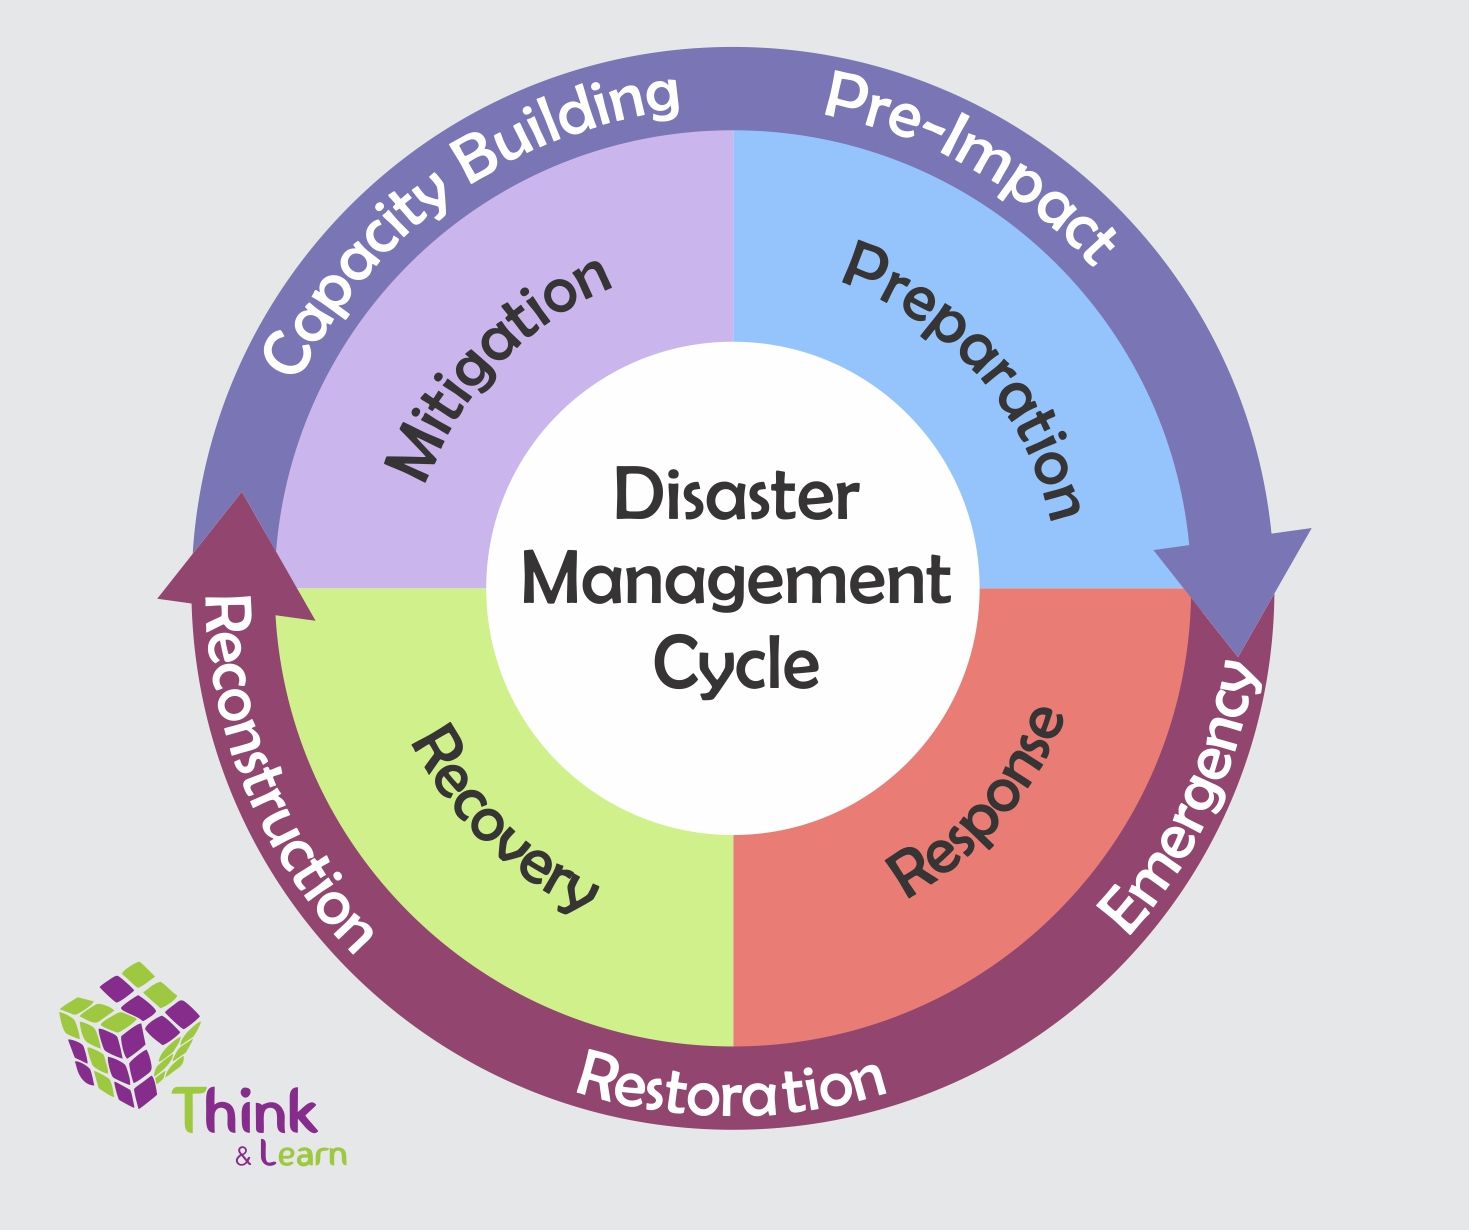 Capacity Building
Pre-Impact
Mitigation
Preparation
Disaster
Management
Cycle
Recovery
Response
Reconstruction
Emergency
Restoration
Think
& Learn